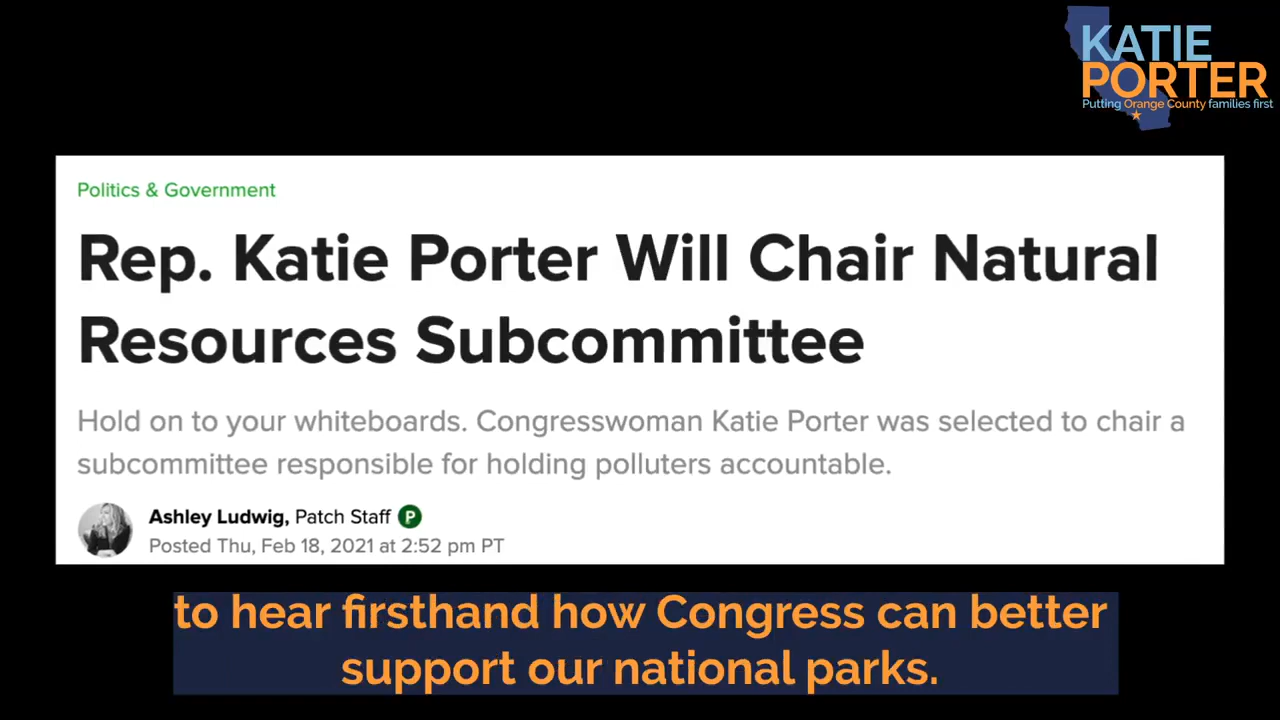 KATIE
PORTER
Putting Orange County families first
Politics & Government
Rep. Katie Porter Will Chair Natural
Resources Subcommittee
Hold on to your whiteboards. Congresswoman Katie Porter was selected to chair a
subcommittee responsible for holding polluters accountable.
Ashley Ludwig, Patch Staff P
Posted Thu, Feb 18, 2021 at 2:52 pm PT
to hear firsthand how Congress can better
support our national parks.